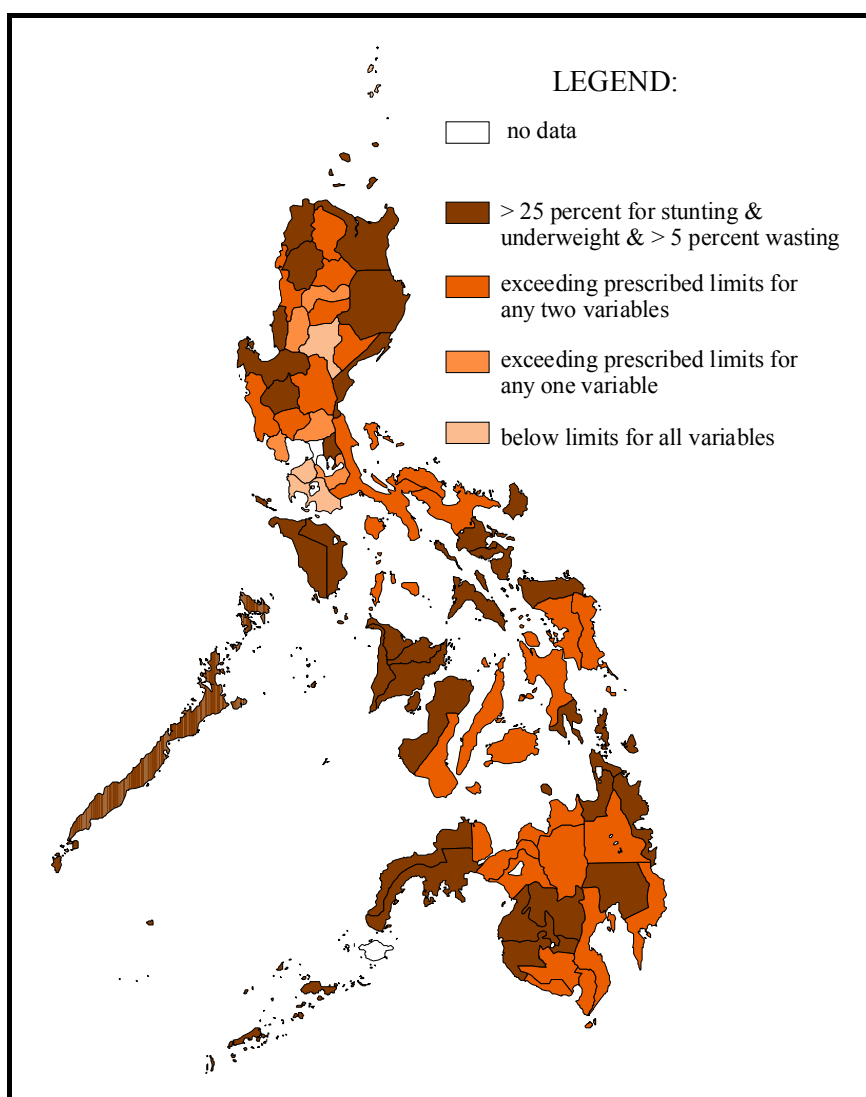 LEGEND:
no data
> 25 percent for stunting &
underweight & > 5 percent wasting
exceeding prescribed limits for
any two variables
exceeding prescribed limits for
any one variable
below limits for all variables